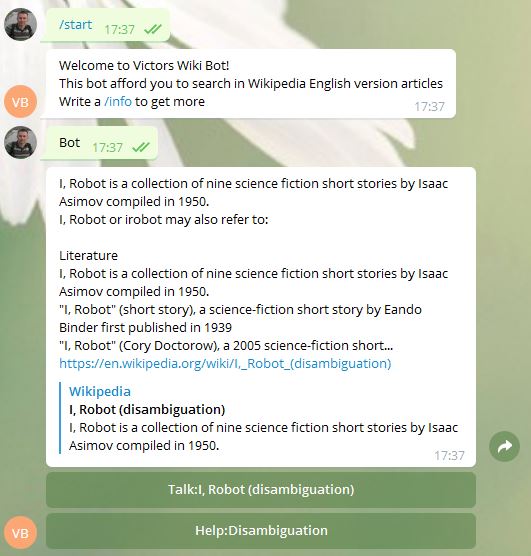 /start 17:37
Welcome to Victors Wiki Bot!
This bot afford you to search in Wikipedia English version articles
Write a /info to get more
17:37
VB
Bot 17:37
I, Robot is a collection of nine science fiction short stories by Isaac
Asimov compiled in 1950.
I, Robot or irobot may also refer to:
Literature
I, Robot is a collection of nine science fiction short stories by Isaac
Asimov compiled in 1950.
"I, Robot" (short story), a science-fiction short story by Eando
Binder first published in 1939
"I, Robot" (Cory Doctorow), a 2005 science-fiction short...
https://en.wikipedia.org/wiki/I,_Robot_(disambiguation)
Wikipedia
I, Robot (disambiguation)
I, Robot is a collection of nine science fiction short stories by Isaac
Asimov compiled in 1950.
17:37
Talk:I, Robot (disambiguation)
Help:Disambiguation
VB